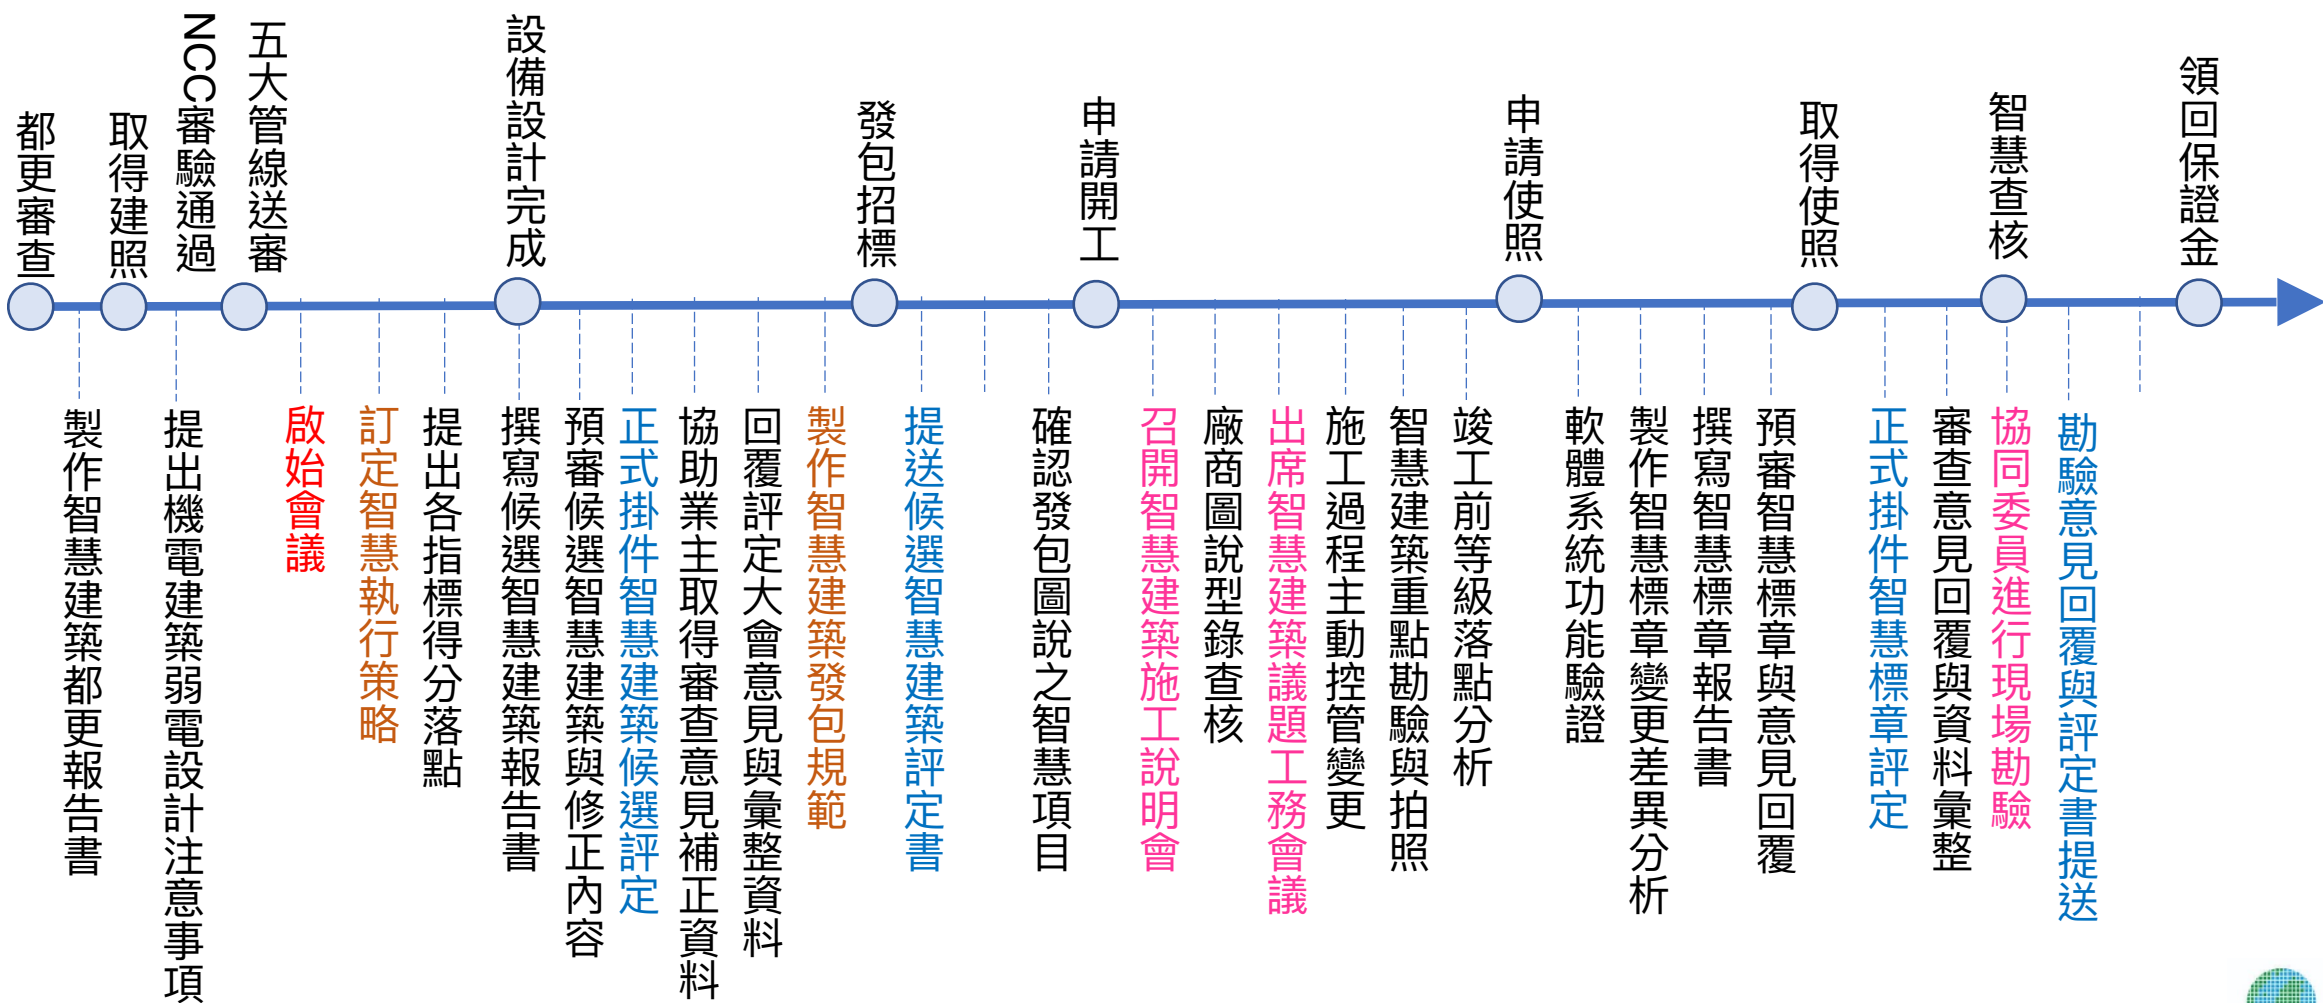 都更審查
取得建照
NCC審驗通過
五大管線送審
設備設計完成
發包招標
申請開工
申請使照
取得使照
智慧查核
領回保證金
製作智慧建築都更報告書
提出機電建築弱電設計注意事項
啟始會議
訂定智慧執行策略
提出各指標得分落點
撰寫候選智慧建築報告書
預審候選智慧建築與修正內容
正式掛件智慧建築候選評定
協助業主取得審查意見補正資料
回覆評定大會意見與彙整資料
製作智慧建築發包規範
提送候選智慧建築評定書
確認發包圖說之智慧項目
召開智慧建築施工說明會
廠商圖說型錄查核
出席智慧建築議題工務會議
施工過程主動控管變更
智慧建築重點勘驗與拍照
竣工前等級落點分析
軟體系統功能驗證
製作智慧標章變更差異分析
撰寫智慧標章報告書
預審智慧標章與意見回覆
正式掛件智慧標章評定
審查意見回覆與資料彙整
協同委員進行現場勘驗
勘驗意見回覆與評定書提送